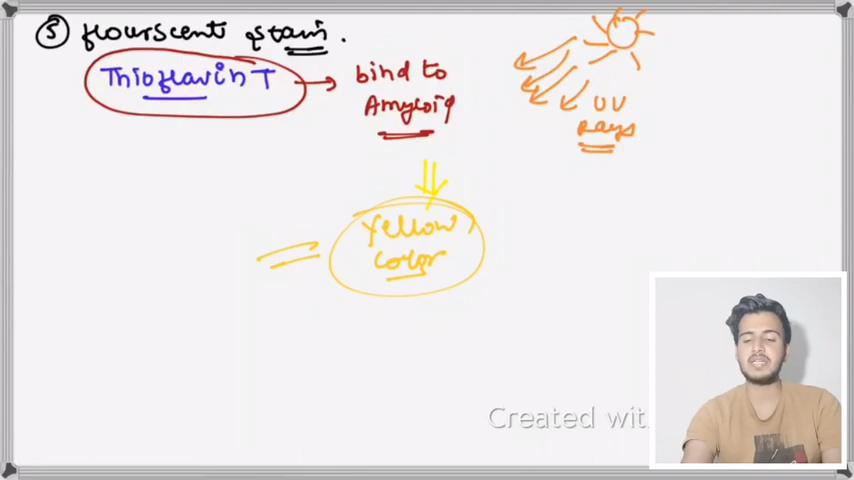 ⑤ flourscent stain.
Thioflavin T → bind to
Amyloid
UV
Rays
Yellow
color
Created wit